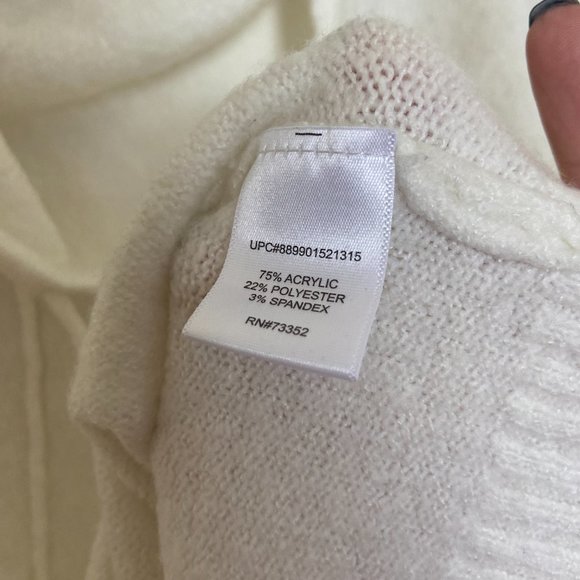 UPC#889901521315
75% ACRYLIC
22% POLYESTER
3% SPANDEX
RN#73352